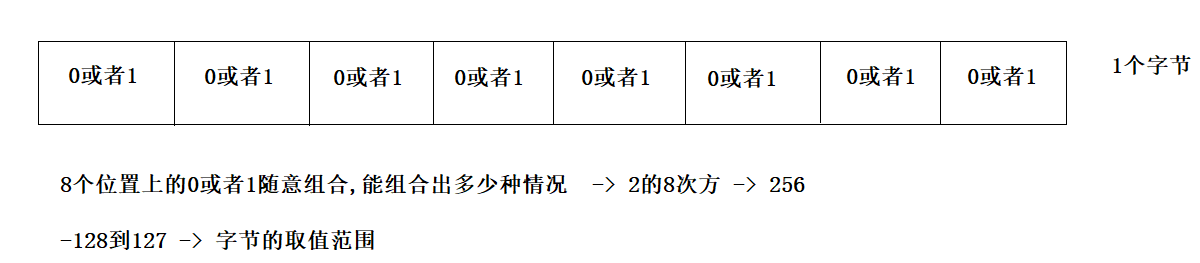 0或者1 0或者1 0或者1 0或者1 0或者1 0或者1 0或者1 0或者1 1个字节
8个位置上的0或者1随意组合,能组合出多少种情况 -> 2的8次方 -> 256
-128到127 -> 字节的取值范围